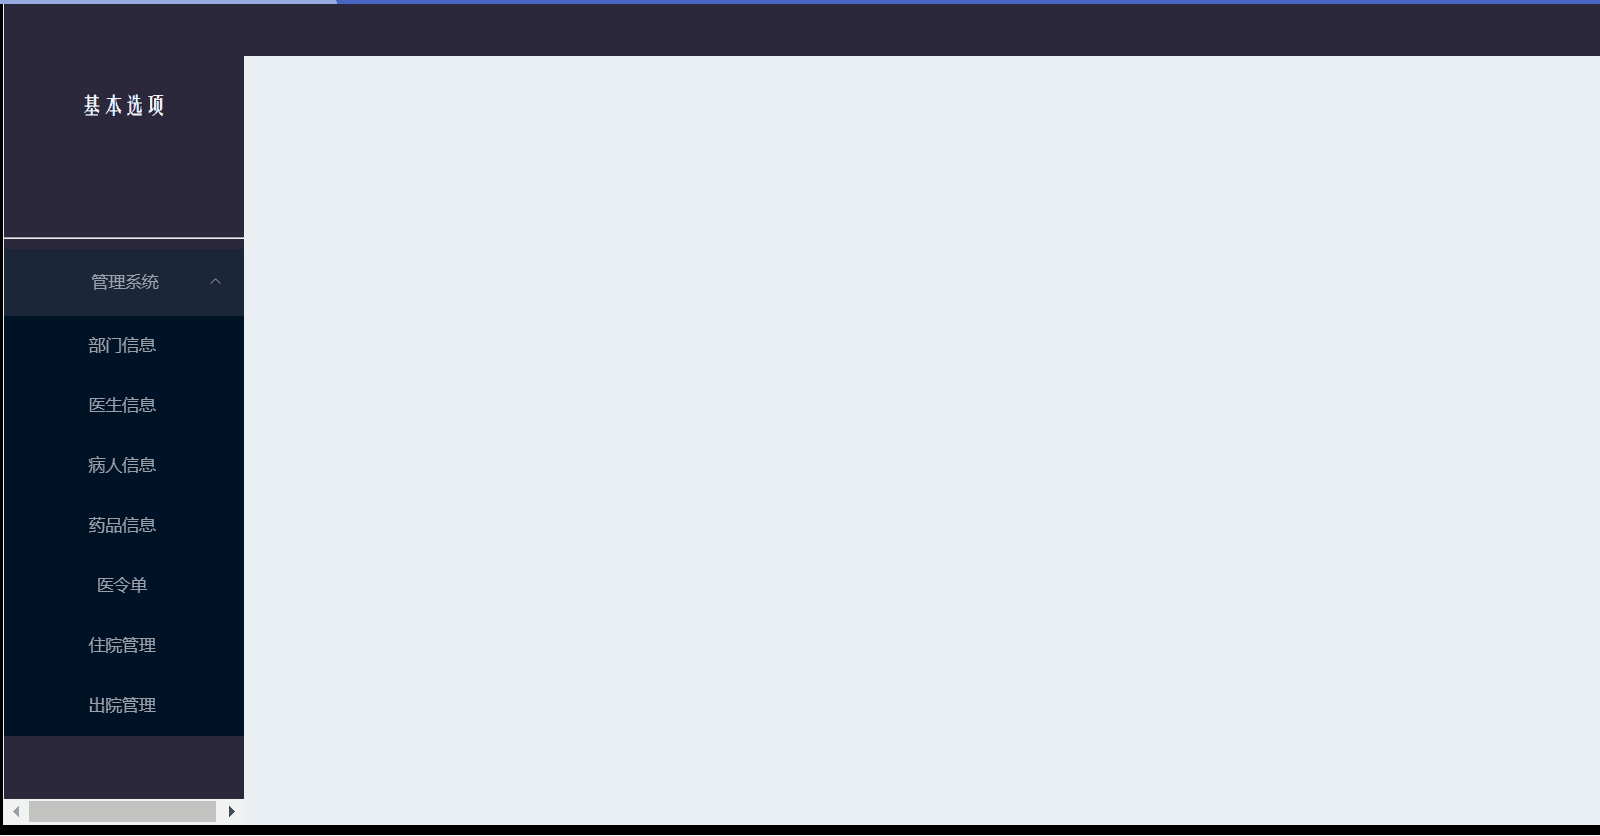 基本选项
管理系统
部门信息
医生信息
病人信息
药品信息
医令单
住院管理
出院管理